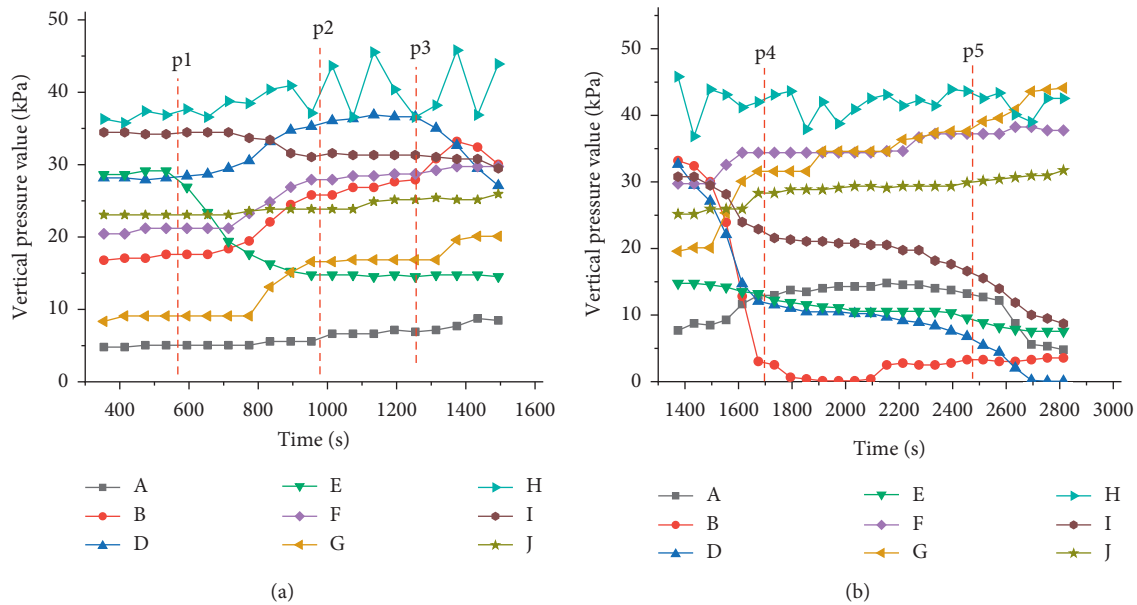 50
40
30
20
10
0
Vertical pressure value (kPa)
p1
p2
p3
400 600 800 1000 1200 1400 1600
Time (s)
A E H
B F I
D G J
(a)
50
40
30
20
10
0
Vertical pressure value (kPa)
p4
p5
1400 1600 1800 2000 2200 2400 2600 2800 3000
Time (s)
A E H
B F I
D G J
(b)